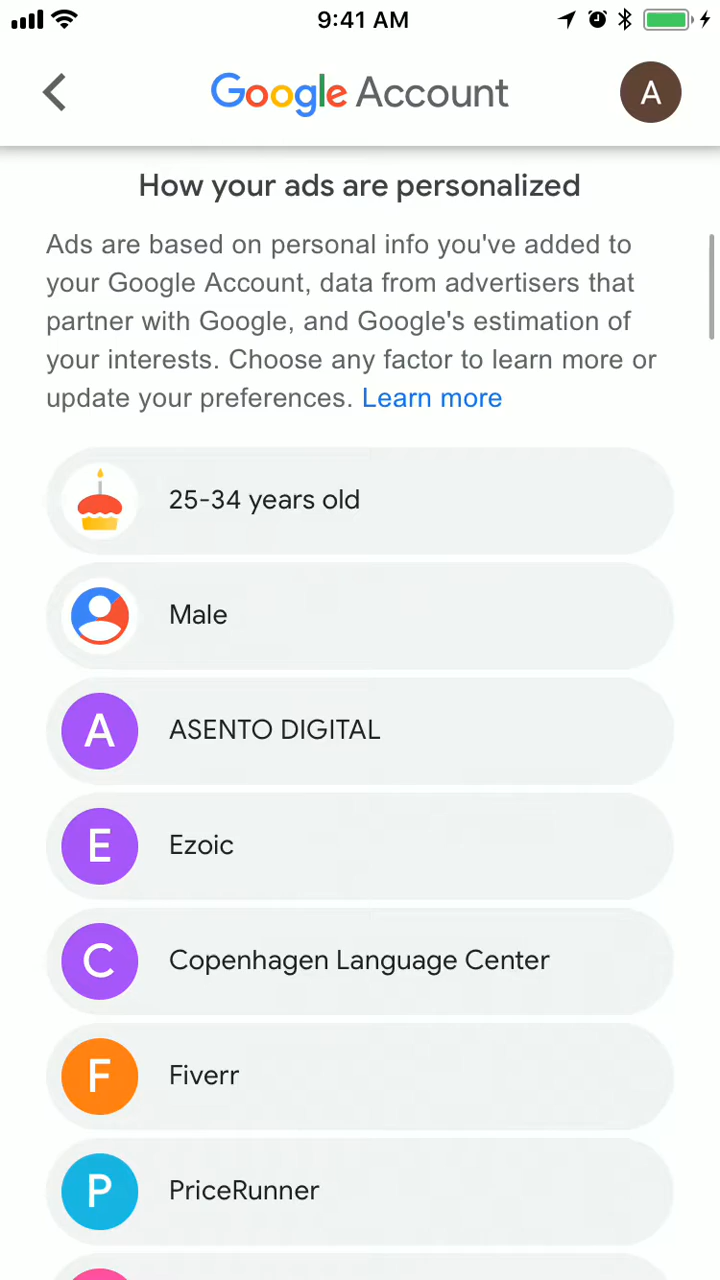 9:41 AM
Google Account
A
How your ads are personalized
Ads are based on personal info you've added to
your Google Account, data from advertisers that
partner with Google, and Google's estimation of
your interests. Choose any factor to learn more or
update your preferences. Learn more
25-34 years old
Male
A ASENTO DIGITAL
E Ezoic
C Copenhagen Language Center
F Fiverr
P PriceRunner